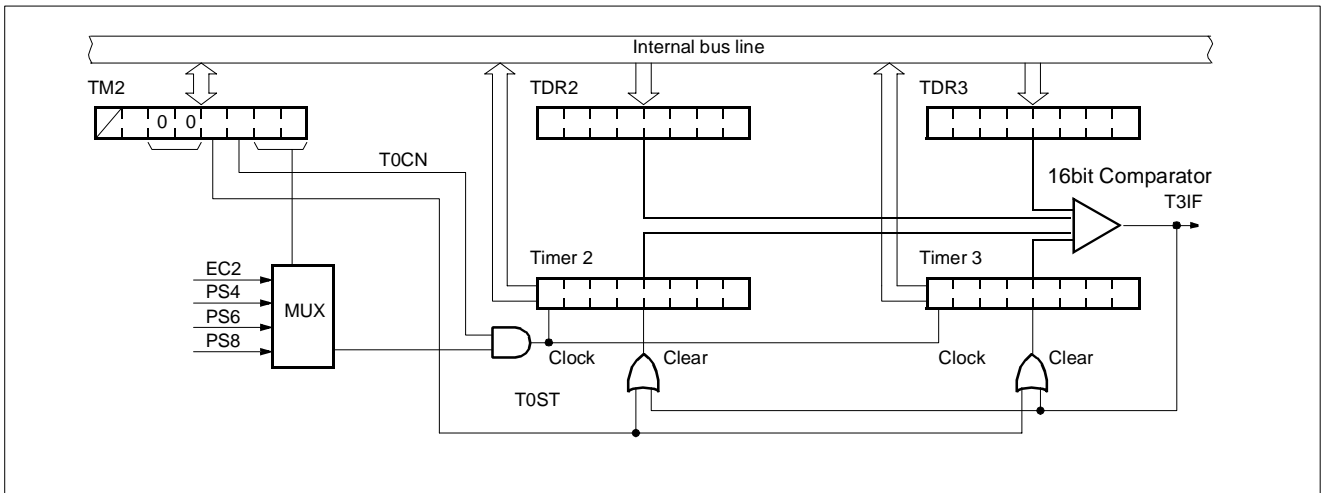 Internal bus line
TM2
TDR2
TDR3
0 0
T0CN
16bit Comparator
T3IF
Timer 2
Timer 3
EC2
PS4
PS6
PS8
MUX
Clock
Clear
Clock
Clear
T0ST